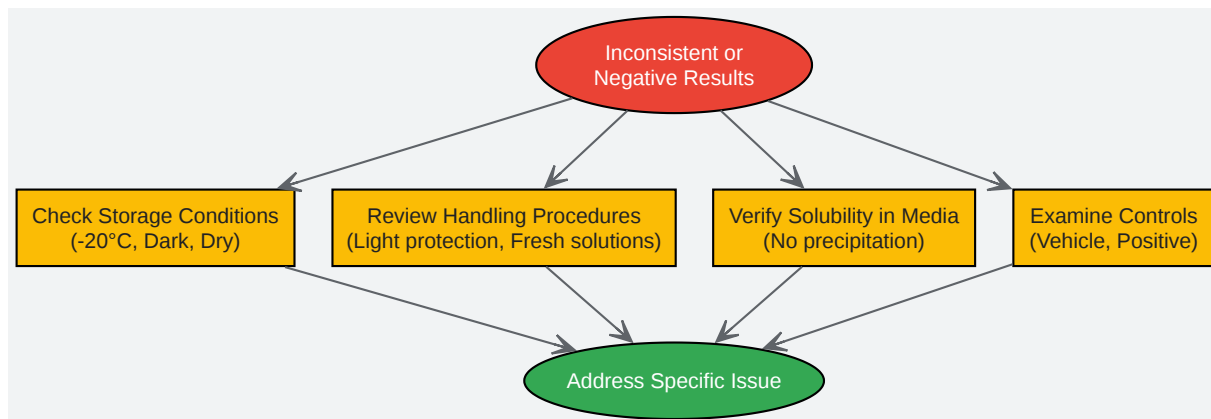 Inconsistent or
Negative Results
Check Storage Conditions
(-20°C, Dark, Dry)
Review Handling Procedures
(Light protection, Fresh solutions)
Verify Solubility in Media
(No precipitation)
Examine Controls
(Vehicle, Positive)
Address Specific Issue